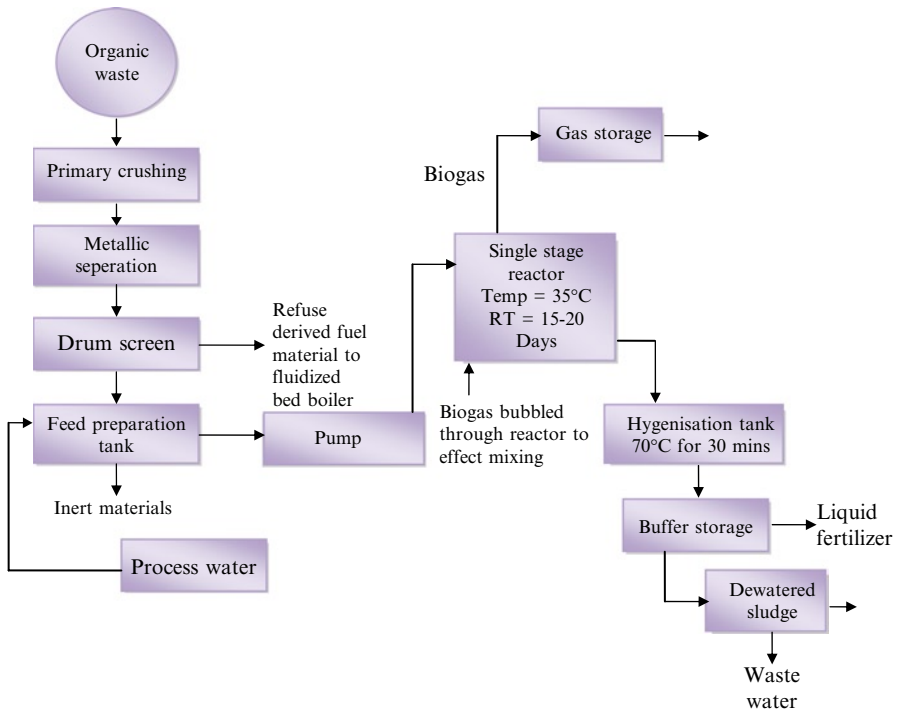 Organic
waste
Primary crushing
Metallic
seperation
Drum screen
Refuse
derived fuel
material to
fluidized
bed boiler
Feed preparation
tank
Inert materials
Process water
Pump
Biogas
Gas storage
Single stage
reactor
Temp = 35°C
RT = 15-20
Days
Biogas bubbled
through reactor to
effect mixing
Hygenisation tank
70°C for 30 mins
Buffer storage
Liquid
fertilizer
Dewatered
sludge
Waste
water